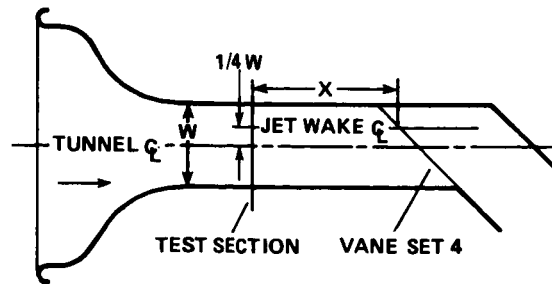 1/4 W
X
W
JET WAKE ℄
TUNNEL ℄
TEST SECTION
VANE SET 4